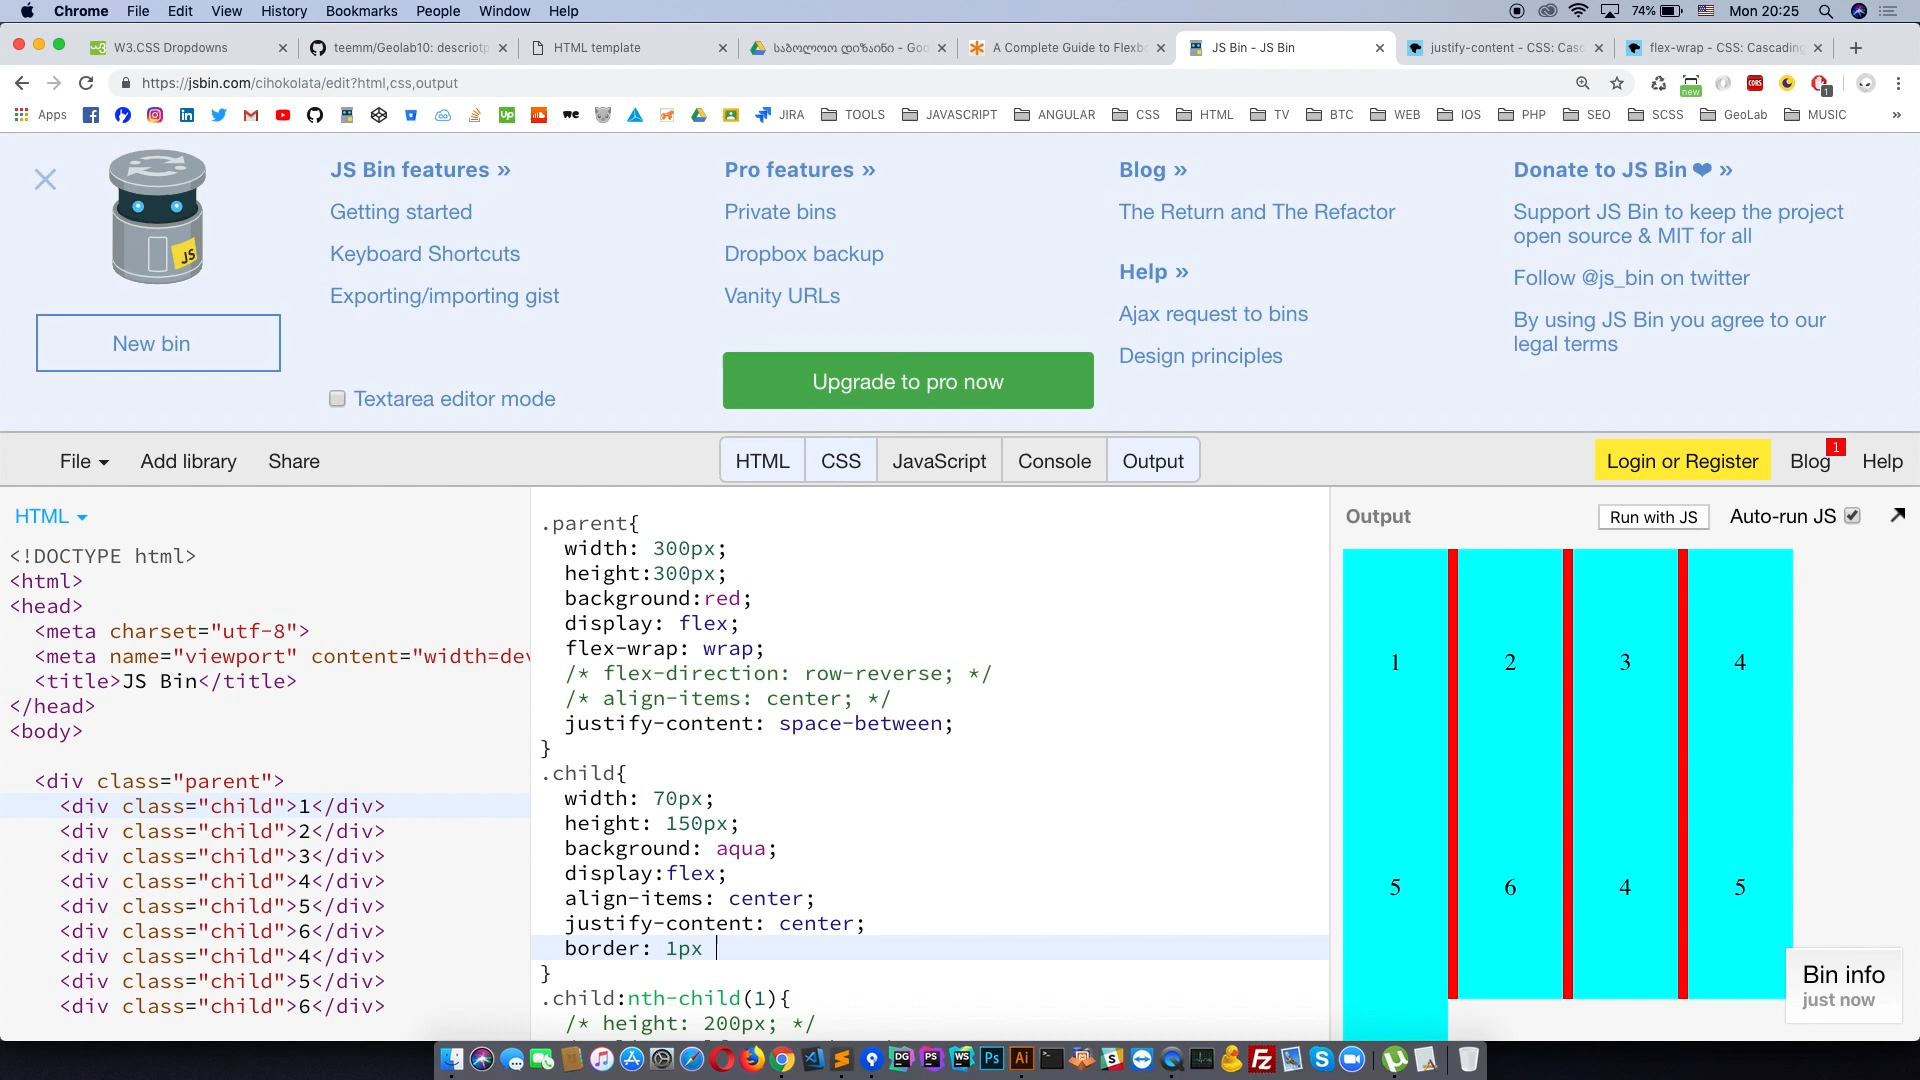 Chrome File Edit View History Bookmarks People Window Help 74% Mon 20:25
W3.CSS Dropdowns
teemm/Geolab10: descriotp
HTML template
საბოლოო დიზაინი - Goo
A Complete Guide to Flexbo
JS Bin - JS Bin
justify-content - CSS: Casc
flex-wrap - CSS: Cascading
https://jsbin.com/cihokolata/edit?html,css,output
new
CORS
1
Apps JIRA TOOLS JAVASCRIPT ANGULAR CSS HTML TV BTC WEB IOS PHP SEO SCSS GeoLab MUSIC »
JS
New bin
JS Bin features »
Getting started
Keyboard Shortcuts
Exporting/importing gist
Textarea editor mode
Pro features »
Private bins
Dropbox backup
Vanity URLs
Upgrade to pro now
Blog »
The Return and The Refactor
Help »
Ajax request to bins
Design principles
Donate to JS Bin ❤ »
Support JS Bin to keep the project
open source & MIT for all
Follow @js_bin on twitter
By using JS Bin you agree to our
legal terms
File Add library Share HTML CSS JavaScript Console Output Login or Register Blog 1 Help
HTML
<!DOCTYPE html>
<html>
<head>
<meta charset="utf-8">
<meta name="viewport" content="width=dev
<title>JS Bin</title>
</head>
<body>
<div class="parent">
<div class="child">1</div>
<div class="child">2</div>
<div class="child">3</div>
<div class="child">4</div>
<div class="child">5</div>
<div class="child">6</div>
<div class="child">4</div>
<div class="child">5</div>
<div class="child">6</div>
.parent{
width: 300px;
height:300px;
background:red;
display: flex;
flex-wrap: wrap;
/* flex-direction: row-reverse; */
/* align-items: center; */
justify-content: space-between;
}
.child{
width: 70px;
height: 150px;
background: aqua;
display:flex;
align-items: center;
justify-content: center;
border: 1px
}
.child:nth-child(1){
/* height: 200px; */
Output Run with JS Auto-run JS
1 2 3 4
5 6 4 5
Bin info
just now